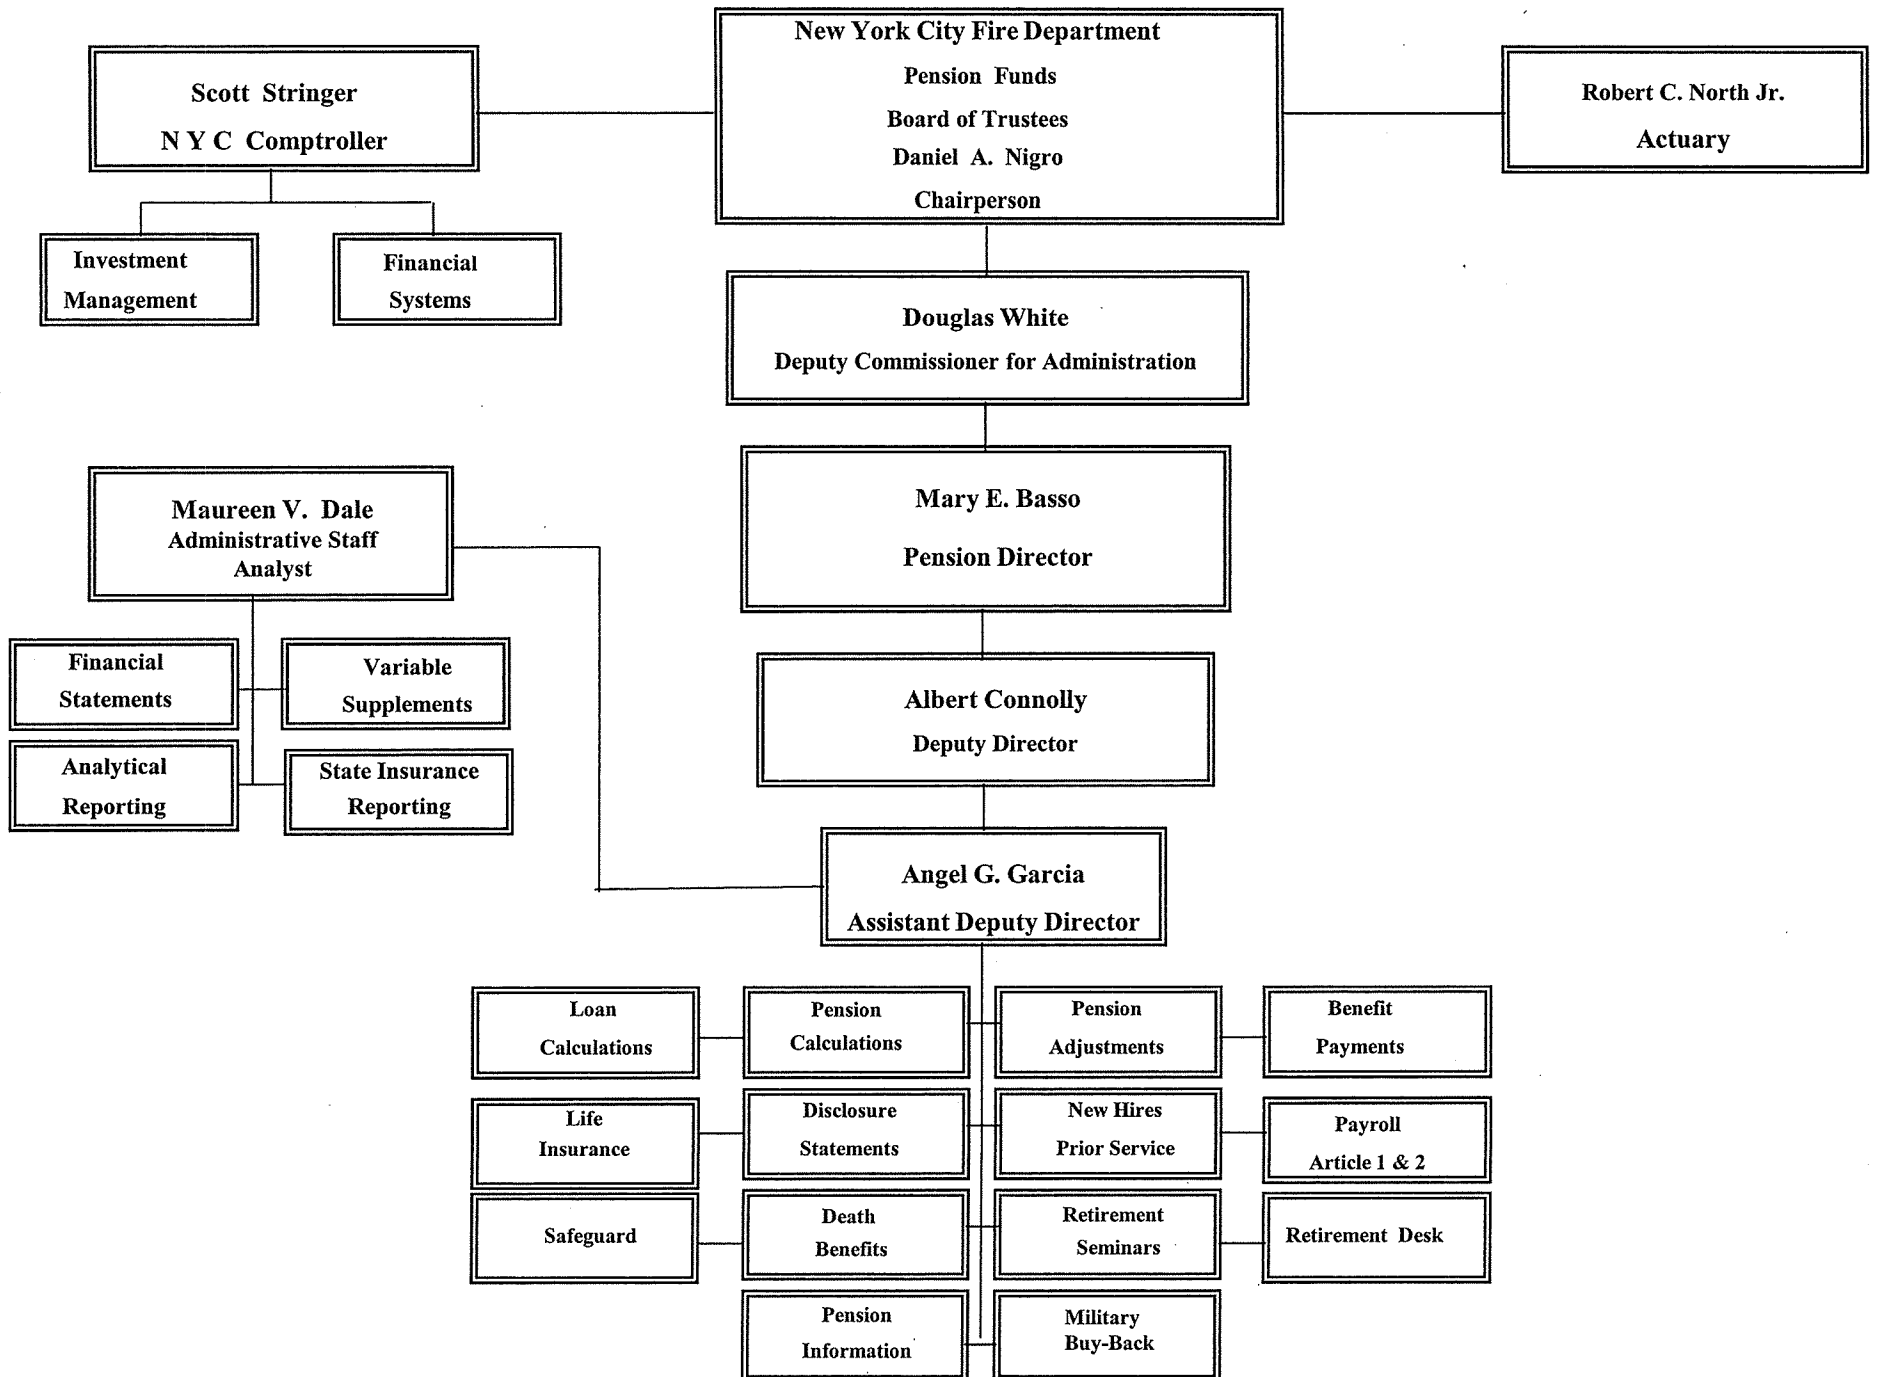 New York City Fire Department
Pension Funds
Board of Trustees
Daniel A. Nigro
Chairperson
Scott Stringer
N Y C Comptroller
Robert C. North Jr.
Actuary
Investment
Management
Financial
Systems
Douglas White
Deputy Commissioner for Administration
Mary E. Basso
Pension Director
Maureen V. Dale
Administrative Staff
Analyst
Financial
Statements
Variable
Supplements
Analytical
Reporting
State Insurance
Reporting
Albert Connolly
Deputy Director
Angel G. Garcia
Assistant Deputy Director
Loan
Calculations
Pension
Calculations
Pension
Adjustments
Benefit
Payments
Life
Insurance
Disclosure
Statements
New Hires
Prior Service
Payroll
Article 1 & 2
Safeguard
Death
Benefits
Retirement
Seminars
Retirement Desk
Pension
Information
Military
Buy-Back